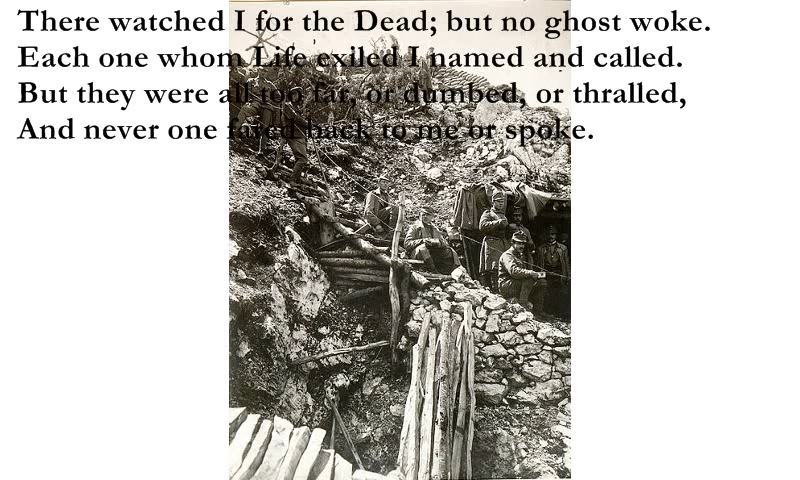 There watched I for the Dead; but no ghost woke.
Each one whom Life exiled I named and called.
But they were all too far, or dumbed, or thralled,
And never one fared back to me or spoke.